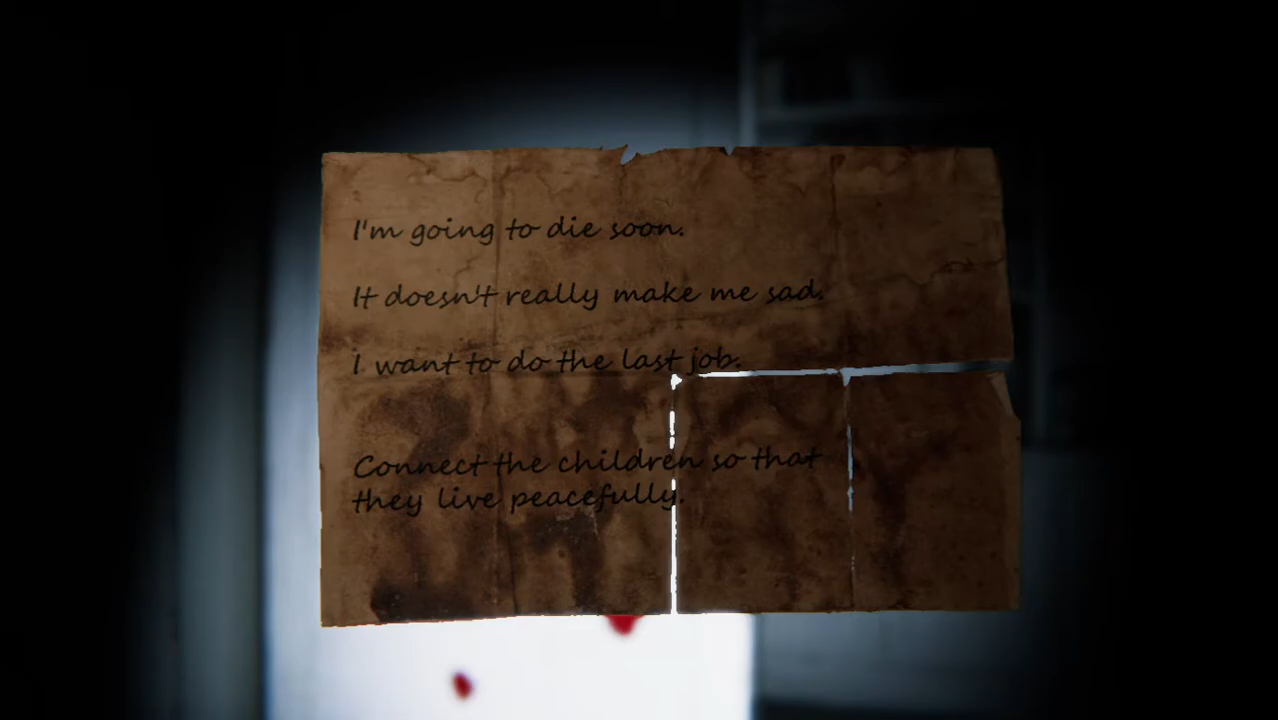 I'm going to die soon.
It doesn't really make me sad.
I want to do the last job.
Connect the children so that
they live peacefully.